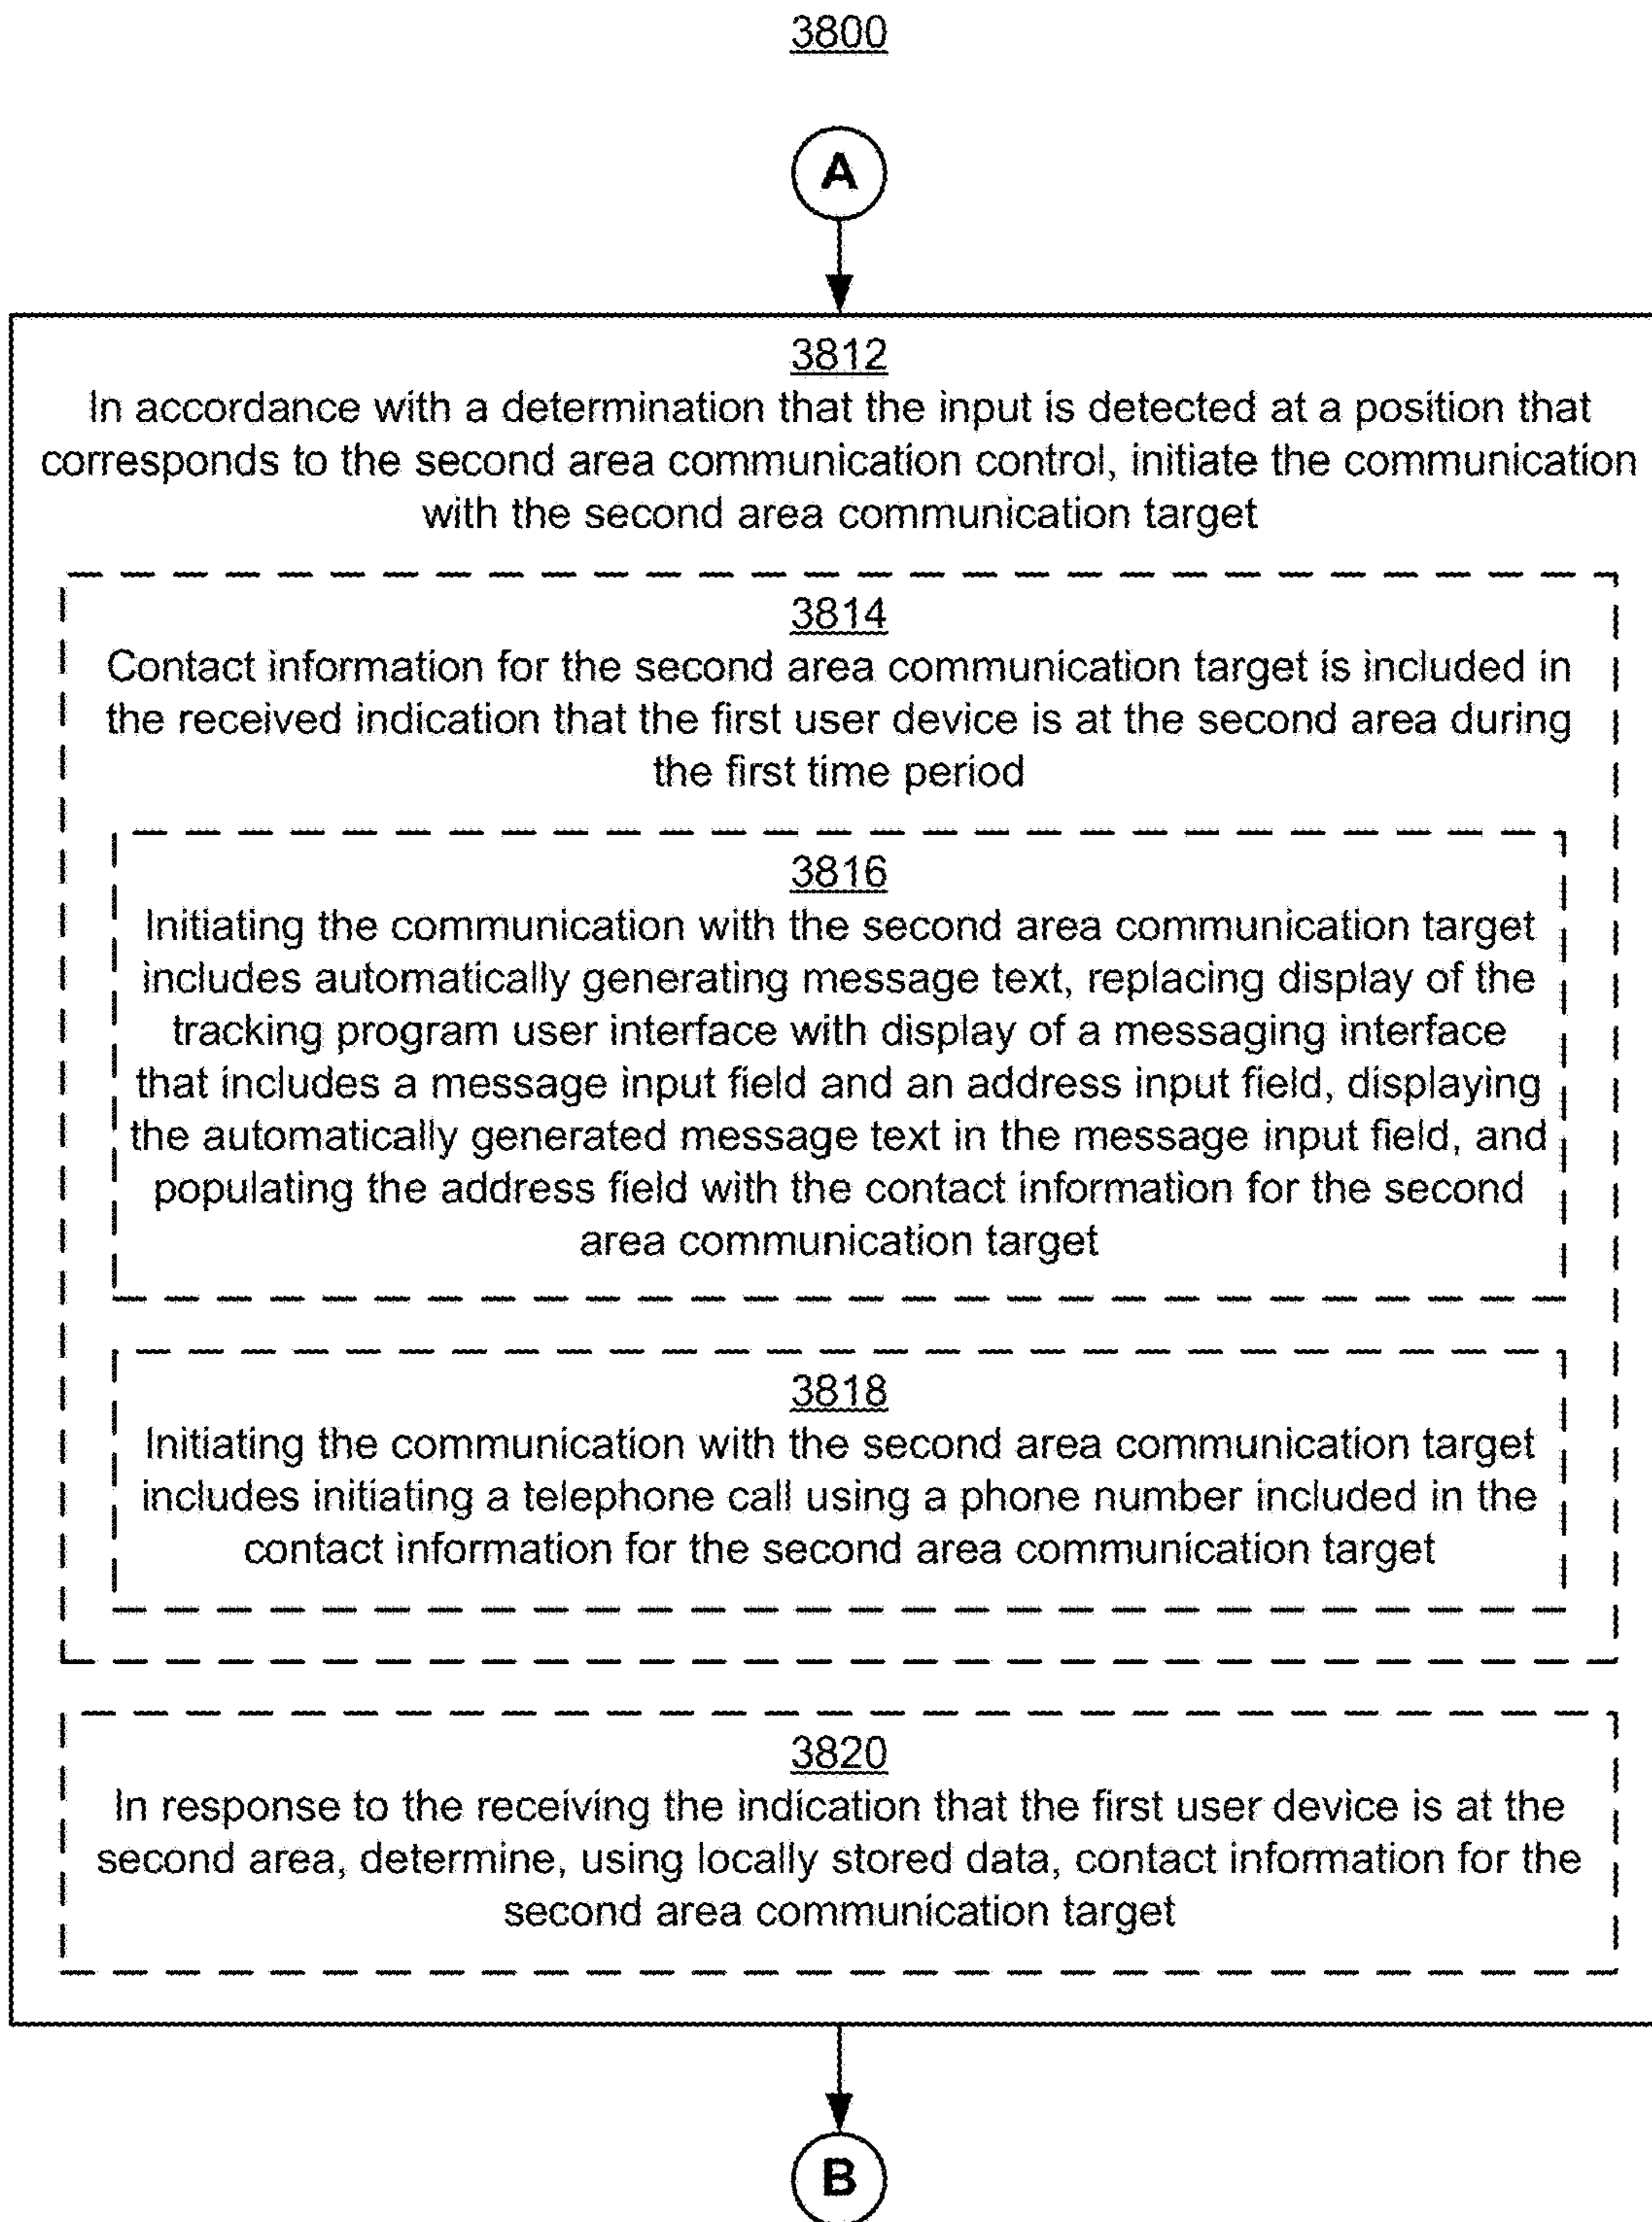 3800
A
3812
In accordance with a determination that the input is detected at a position that
corresponds to the second area communication control, initiate the communication
with the second area communication target
3814
Contact information for the second area communication target is included in
the received indication that the first user device is at the second area during
the first time period
3816
Initiating the communication with the second area communication target
includes automatically generating message text, replacing display of the
tracking program user interface with display of a messaging interface
that includes a message input field and an address input field, displaying
the automatically generated message text in the message input field, and
populating the address field with the contact information for the second
area communication target
3818
Initiating the communication with the second area communication target
includes initiating a telephone call using a phone number included in the
contact information for the second area communication target
3820
In response to the receiving the indication that the first user device is at the
second area, determine, using locally stored data, contact information for the
second area communication target
B